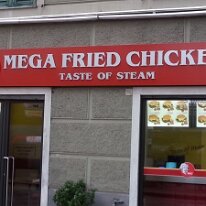 MEGA FRIED CHICKE
TASTE OF STEAM